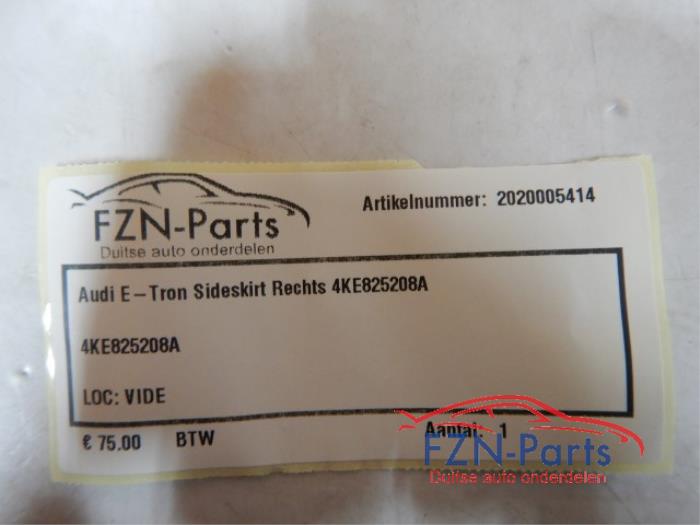 FZN-Parts
Duitse auto onderdelen
Artikelnummer: 2020005414
Audi E-Tron Sideskirt Rechts 4KE825208A
4KE825208A
LOC: VIDE
€ 75.00 BTW
Aantal: 1
FZN-Parts
Duitse auto onderdelen